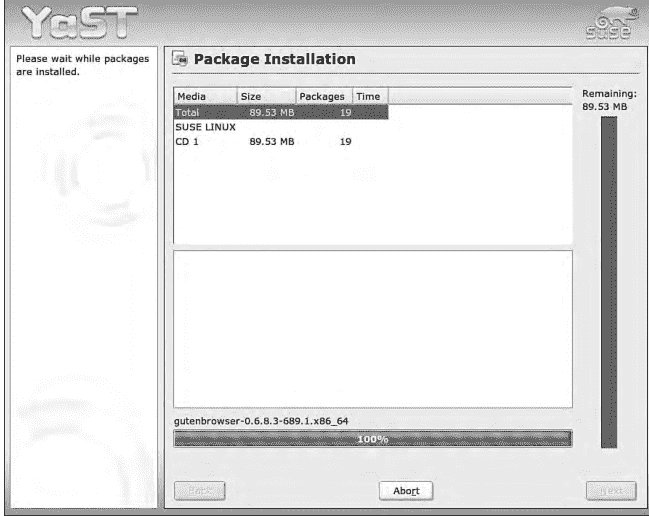 YaST
SUSE
Please wait while packages
are installed.
Package Installation
Media Size Packages Time
Total 89.53 MB 19
SUSE LINUX
CD 1 89.53 MB 19
Remaining:
89.53 MB
gutenbrowser-0.6.8.3-689.1.x86_64
100%
Back Abort Next